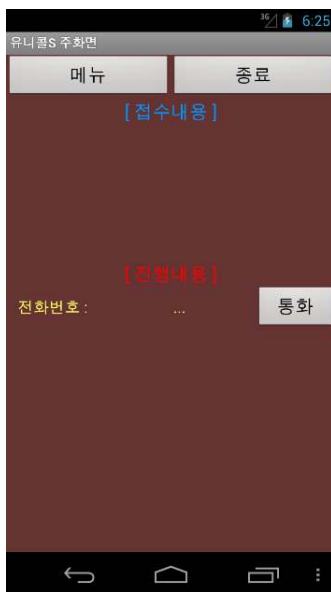 3G 6:25
유니콜S 주화면
메뉴 종료
[접수내용]
[진행내용]
전화번호 : ... 통화